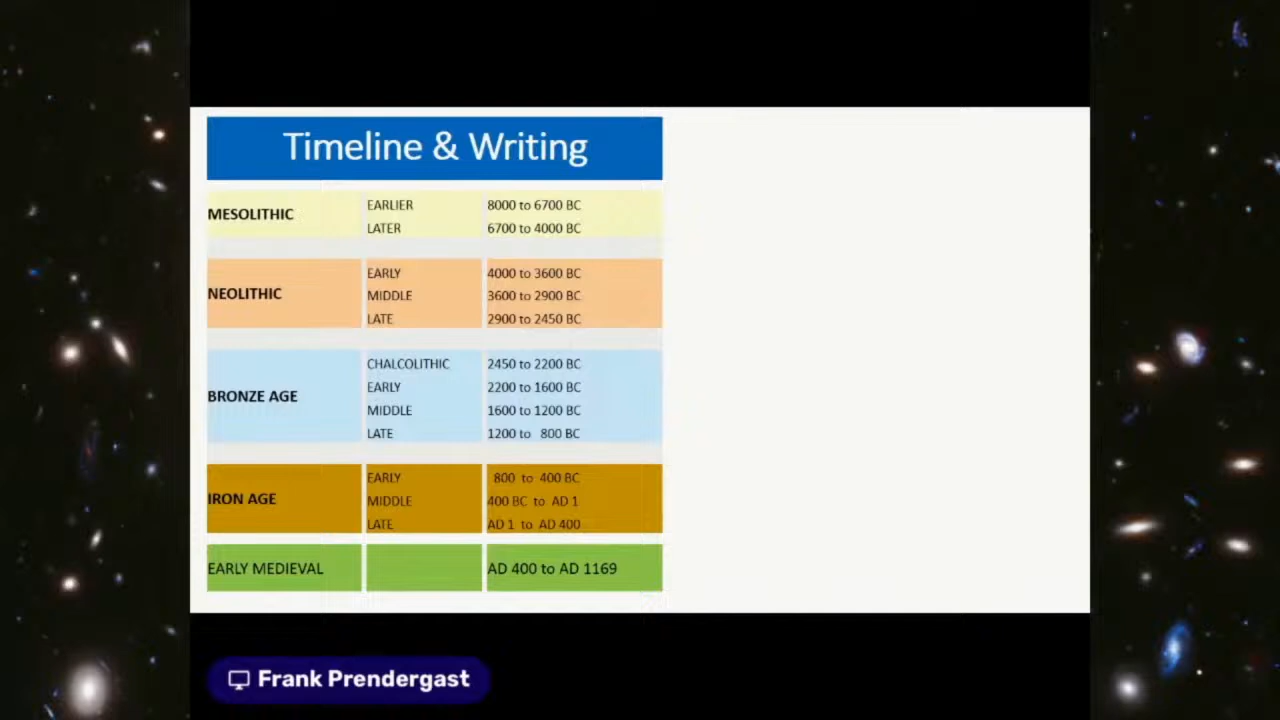 Timeline & Writing
MESOLITHIC
EARLIER 8000 to 6700 BC
LATER 6700 to 4000 BC
NEOLITHIC
EARLY 4000 to 3600 BC
MIDDLE 3600 to 2900 BC
LATE 2900 to 2450 BC
BRONZE AGE
CHALCOLITHIC 2450 to 2200 BC
EARLY 2200 to 1600 BC
MIDDLE 1600 to 1200 BC
LATE 1200 to 800 BC
IRON AGE
EARLY 800 to 400 BC
MIDDLE 400 BC to AD 1
LATE AD 1 to AD 400
EARLY MEDIEVAL AD 400 to AD 1169
Frank Prendergast